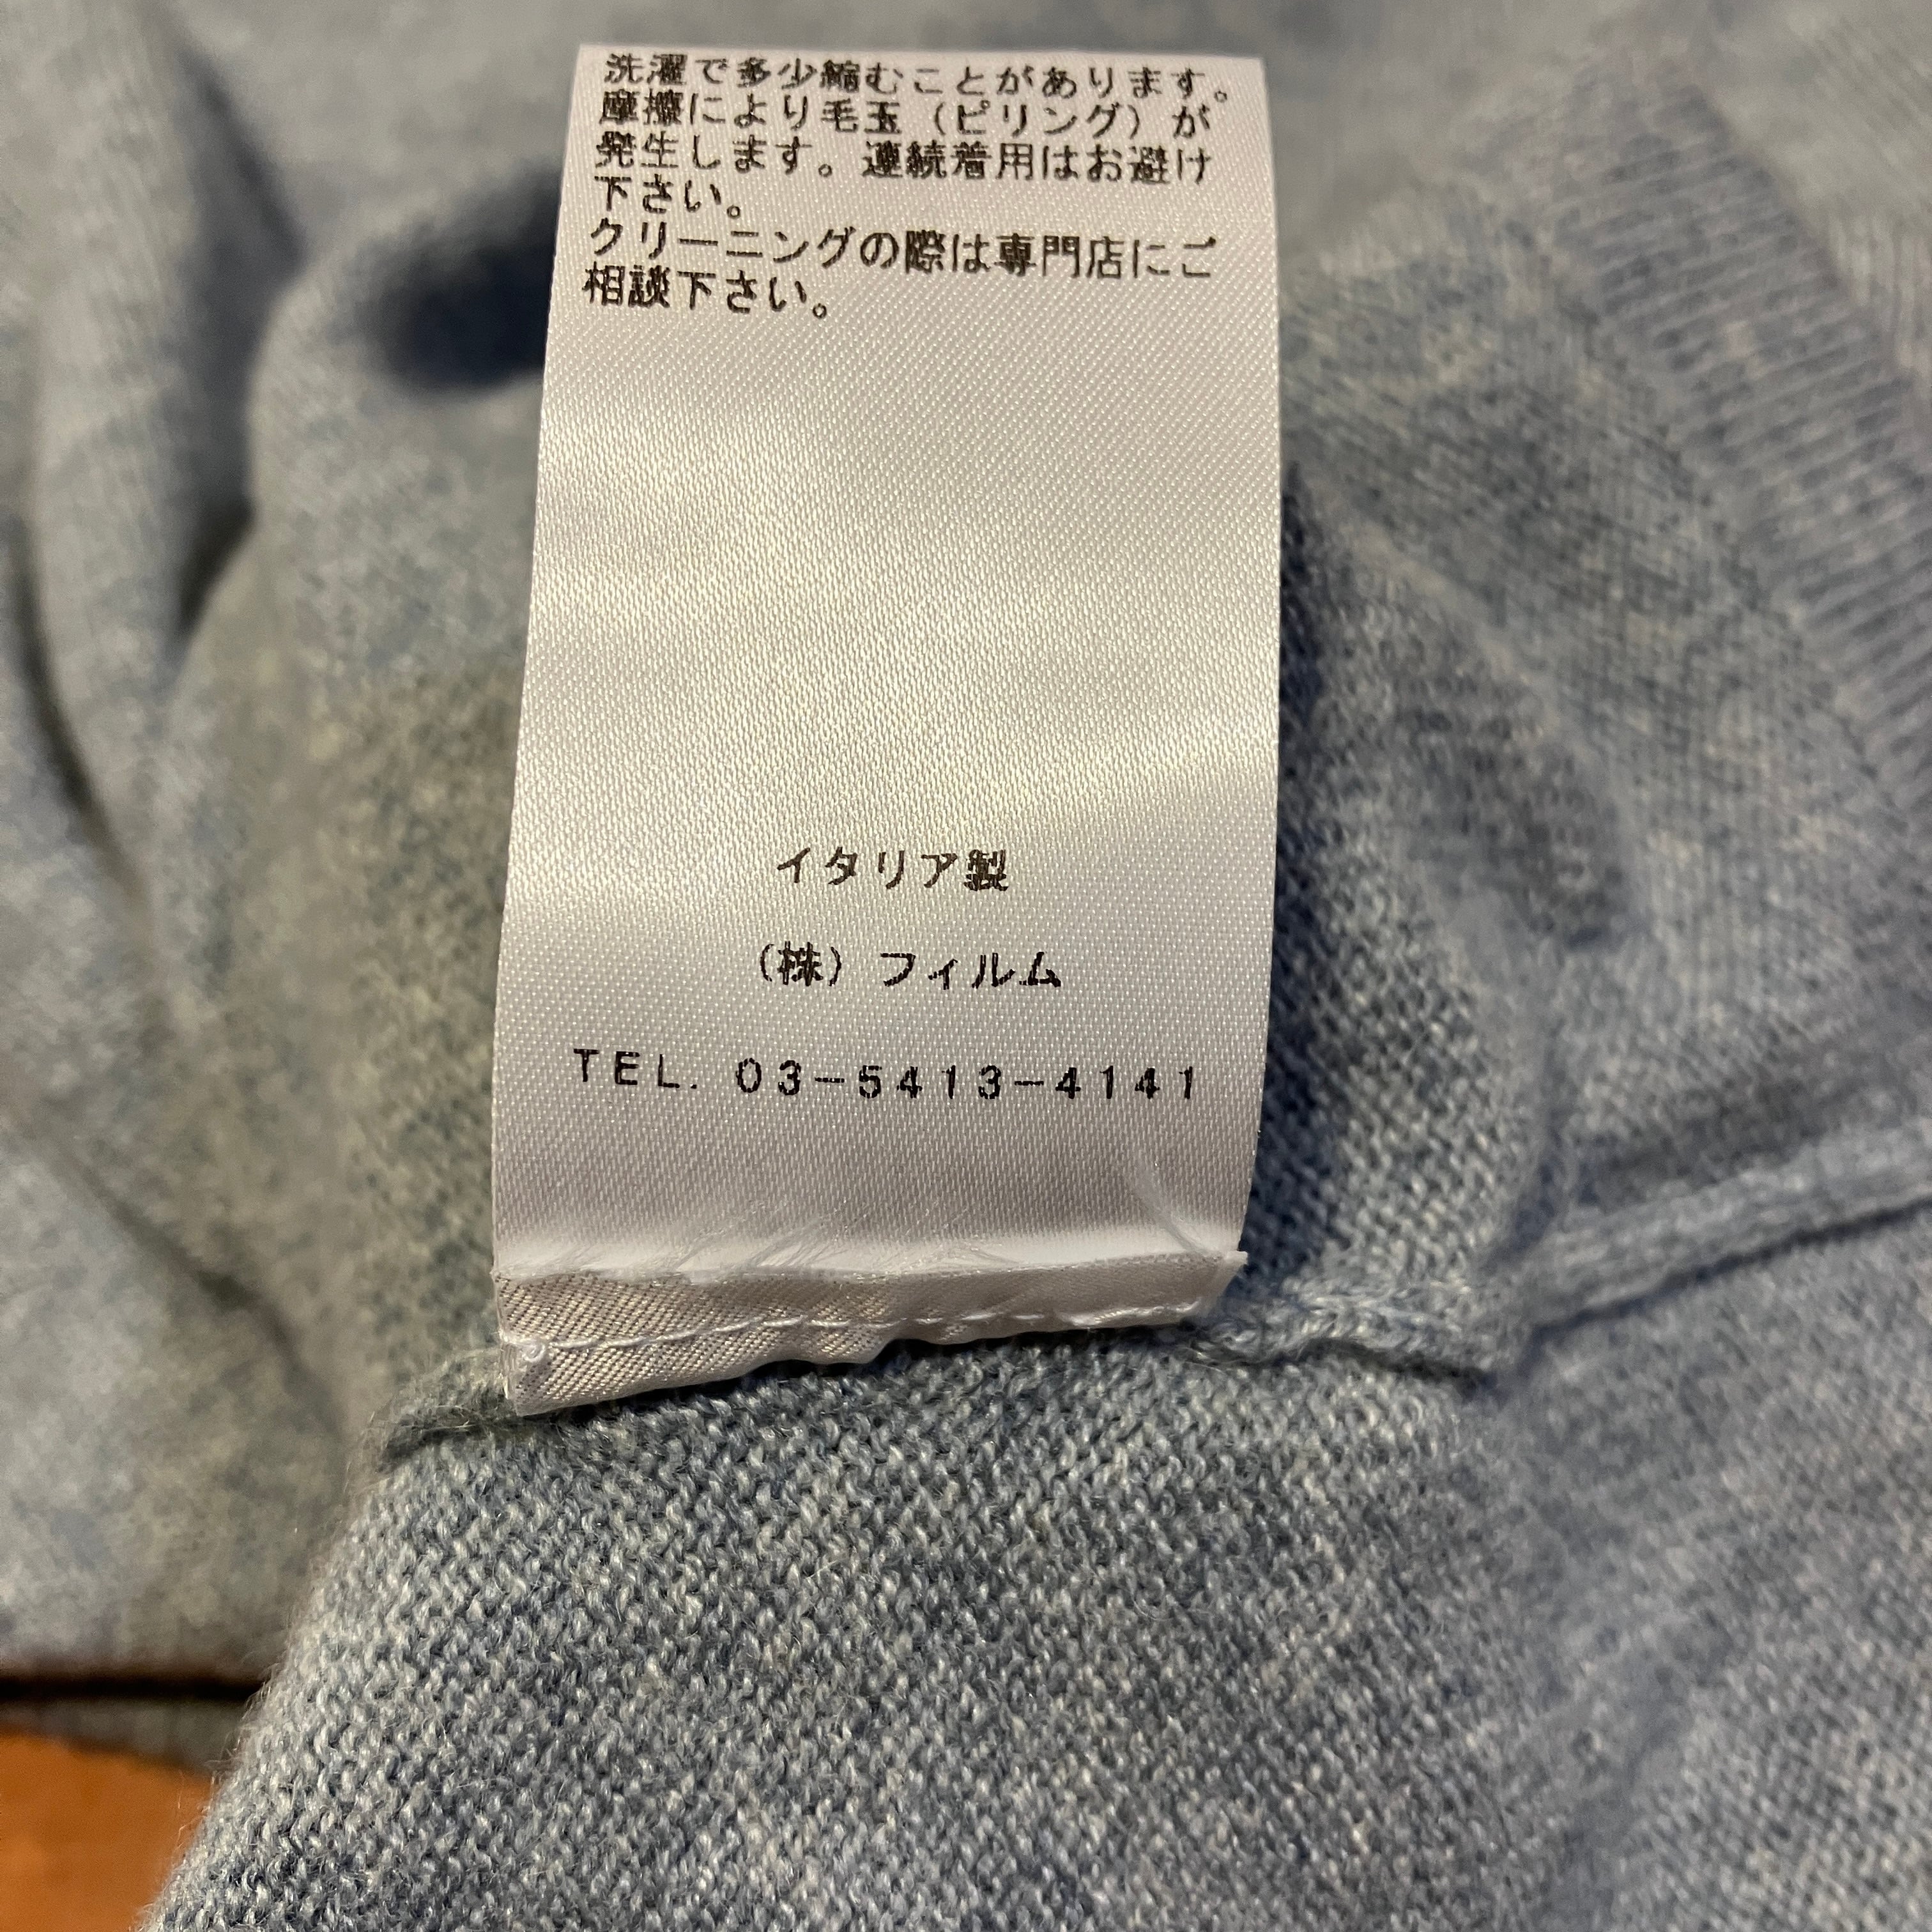 洗濯で多少縮むことがあります。
摩擦により毛玉（ピリング）が
発生します。連続着用はお避け
下さい。
クリーニングの際は専門店にご
相談下さい。
イタリア製
（株）フィルム
TEL. 03-5413-4141